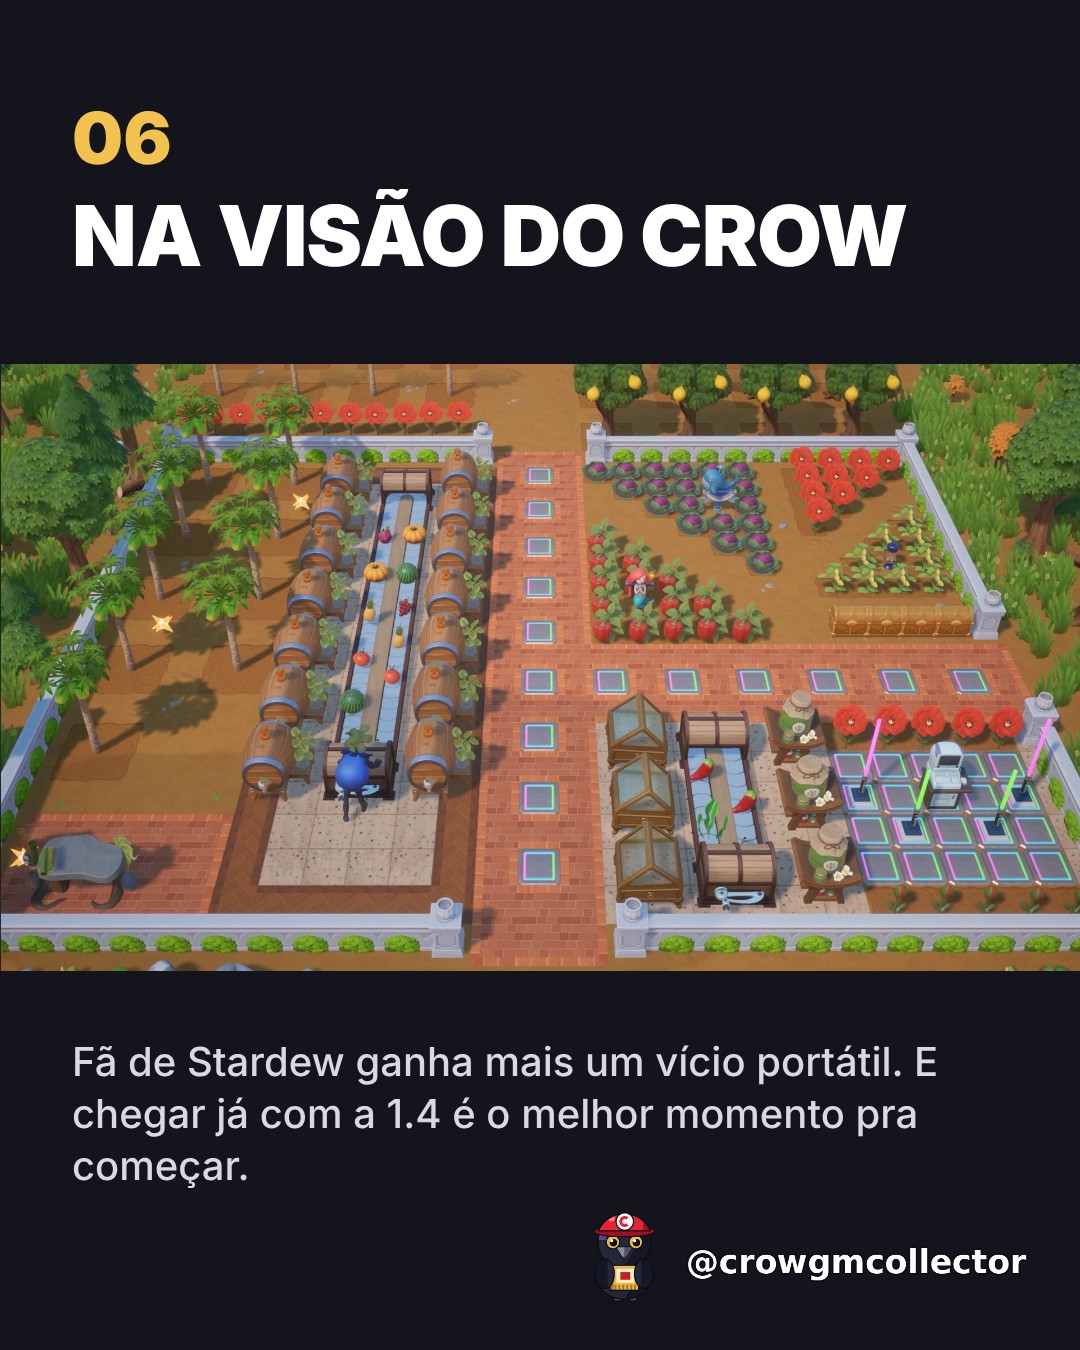 06
NA VISÃO DO CROW
Fã de Stardew ganha mais um vício portátil. E
chegar já com a 1.4 é o melhor momento pra
começar.
C
@crowgmcollector